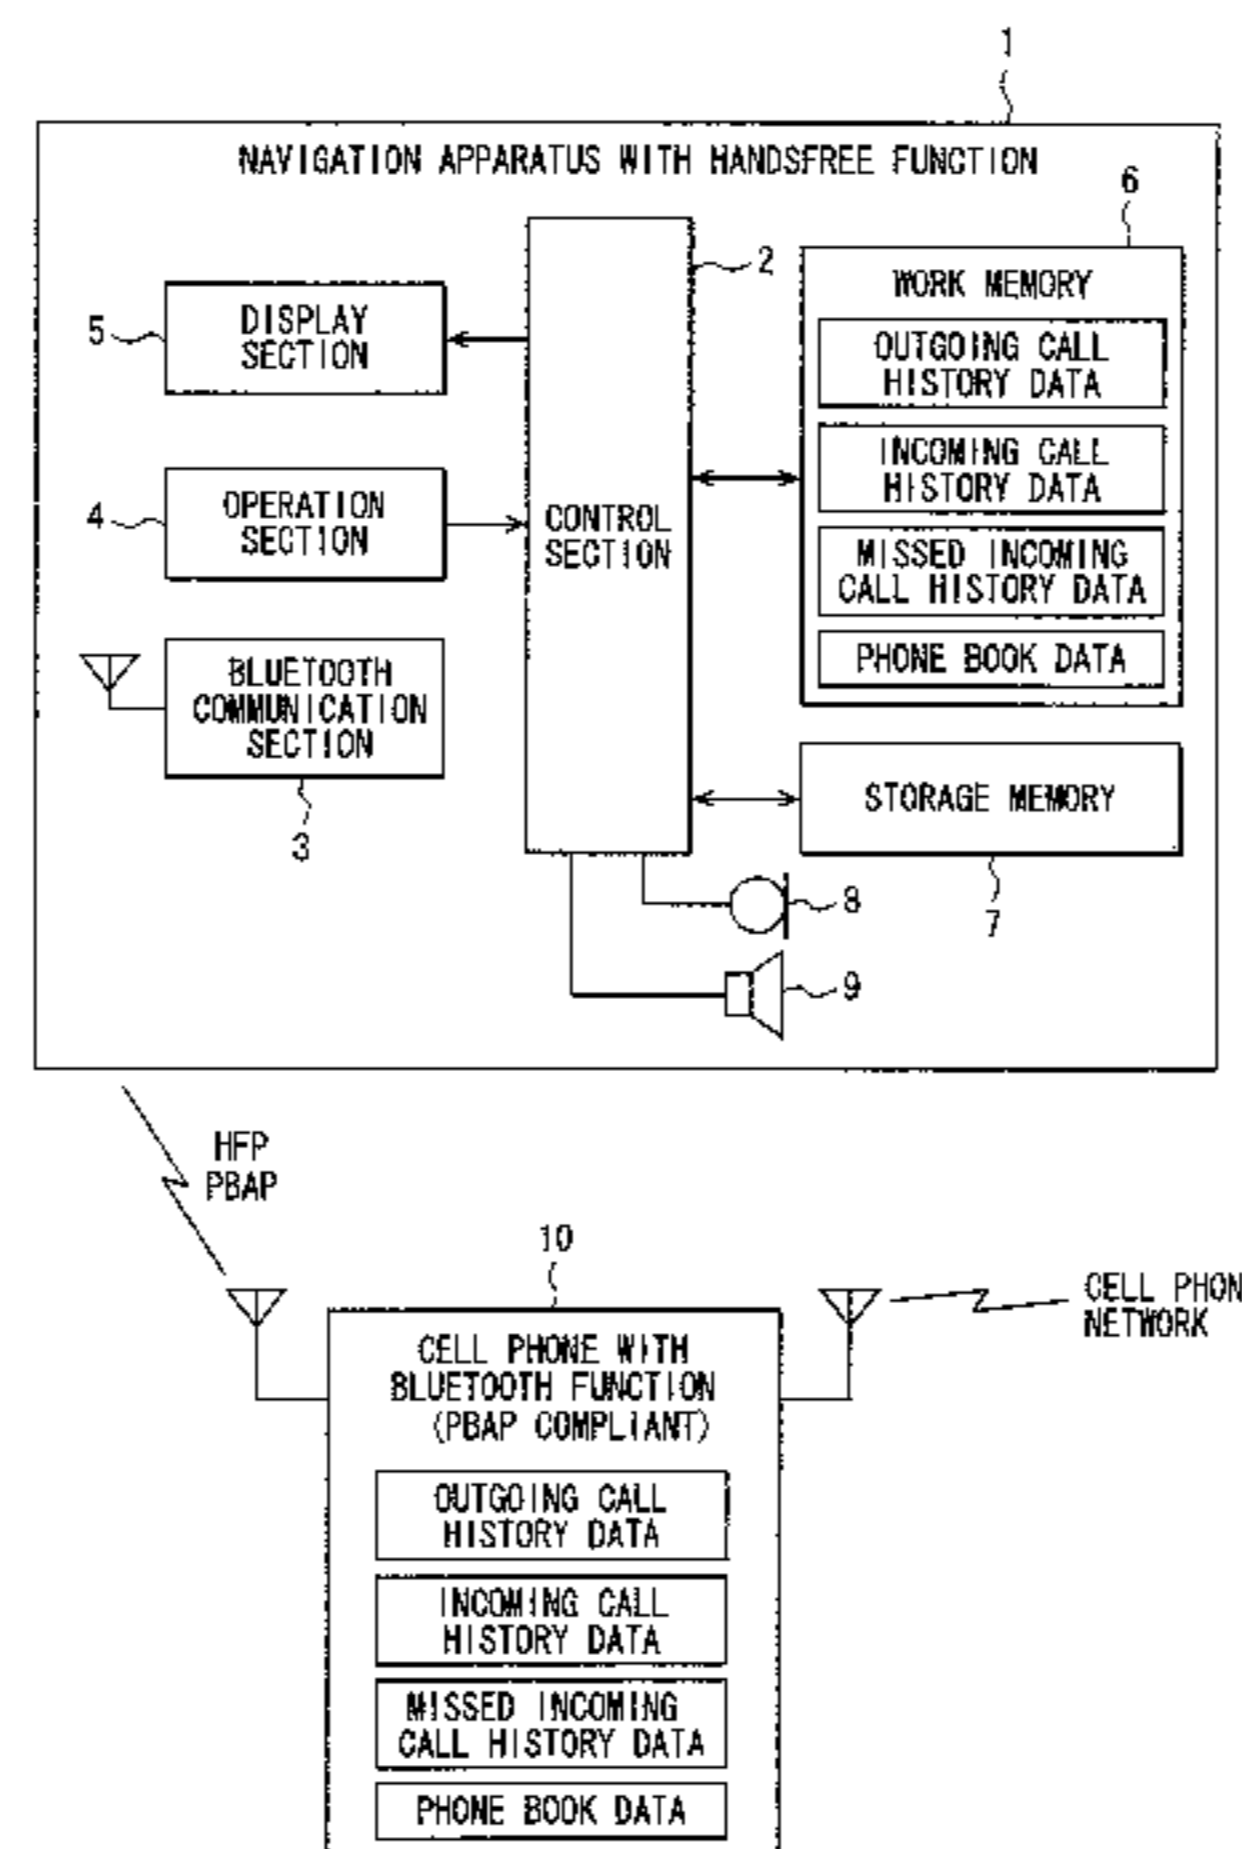 1
NAVIGATION APPARATUS WITH HANDSFREE FUNCTION
6
2
WORK MEMORY
5
DISPLAY
SECTION
OUTGOING CALL
HISTORY DATA
INCOMING CALL
HISTORY DATA
4
OPERATION
SECTION
CONTROL
SECTION
MISSED INCOMING
CALL HISTORY DATA
PHONE BOOK DATA
BLUETOOTH
COMMUNICATION
SECTION
3
STORAGE MEMORY
7
8
9
HFP
PBAP
10
CELL PHON
NETWORK
CELL PHONE WITH
BLUETOOTH FUNCTION
(PBAP COMPLIANT)
OUTGOING CALL
HISTORY DATA
INCOMING CALL
HISTORY DATA
MISSED INCOMING
CALL HISTORY DATA
PHONE BOOK DATA